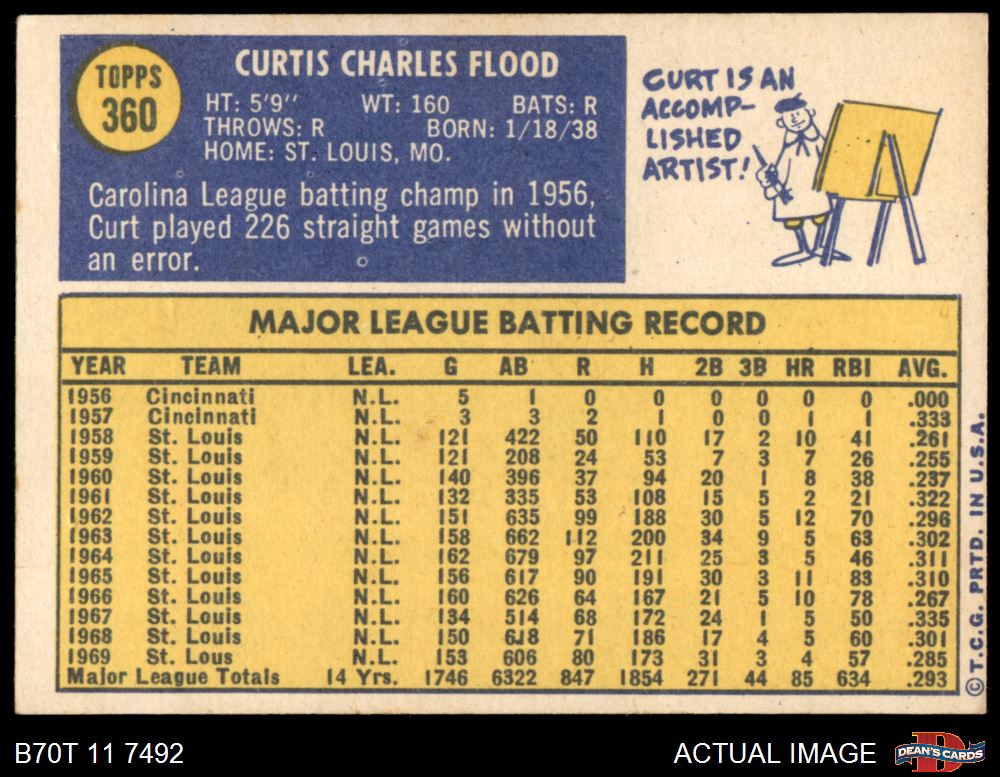 TOPPS
360
CURTIS CHARLES FLOOD
HT: 5'9" WT: 160 BATS: R
THROWS: R BORN: 1/18/38
HOME: ST. LOUIS, MO.
Carolina League batting champ in 1956,
Curt played 226 straight games without
an error.
CURT IS AN
ACCOMP-
LISHED
ARTIST!
MAJOR LEAGUE BATTING RECORD
YEAR TEAM LEA. G AB R H 2B 3B HR RBI AVG.
1956 Cincinnati N.L. 5 1 0 0 0 0 0 0 .000
1957 Cincinnati N.L. 3 3 2 1 0 0 1 1 .333
1958 St. Louis N.L. 121 422 50 110 17 2 10 41 .261
1959 St. Louis N.L. 121 208 24 53 7 3 7 26 .255
1960 St. Louis N.L. 140 396 37 94 20 1 8 38 .237
1961 St. Louis N.L. 132 335 53 108 15 5 2 21 .322
1962 St. Louis N.L. 151 635 99 188 30 5 12 70 .296
1963 St. Louis N.L. 158 662 112 200 34 9 5 63 .302
1964 St. Louis N.L. 162 679 97 211 25 3 5 46 .311
1965 St. Louis N.L. 156 617 90 191 30 3 11 83 .310
1966 St. Louis N.L. 160 626 64 167 21 5 10 78 .267
1967 St. Louis N.L. 134 514 68 172 24 1 5 50 .335
1968 St. Louis N.L. 150 618 71 186 17 4 5 60 .301
1969 St. Lous N.L. 153 606 80 173 31 3 4 57 .285
Major League Totals 14 Yrs. 1746 6322 847 1854 271 44 85 634 .293
© T.C.G. PRTD. IN U.S.A.
B70T 11 7492
ACTUAL IMAGE
DEAN'S CARDS